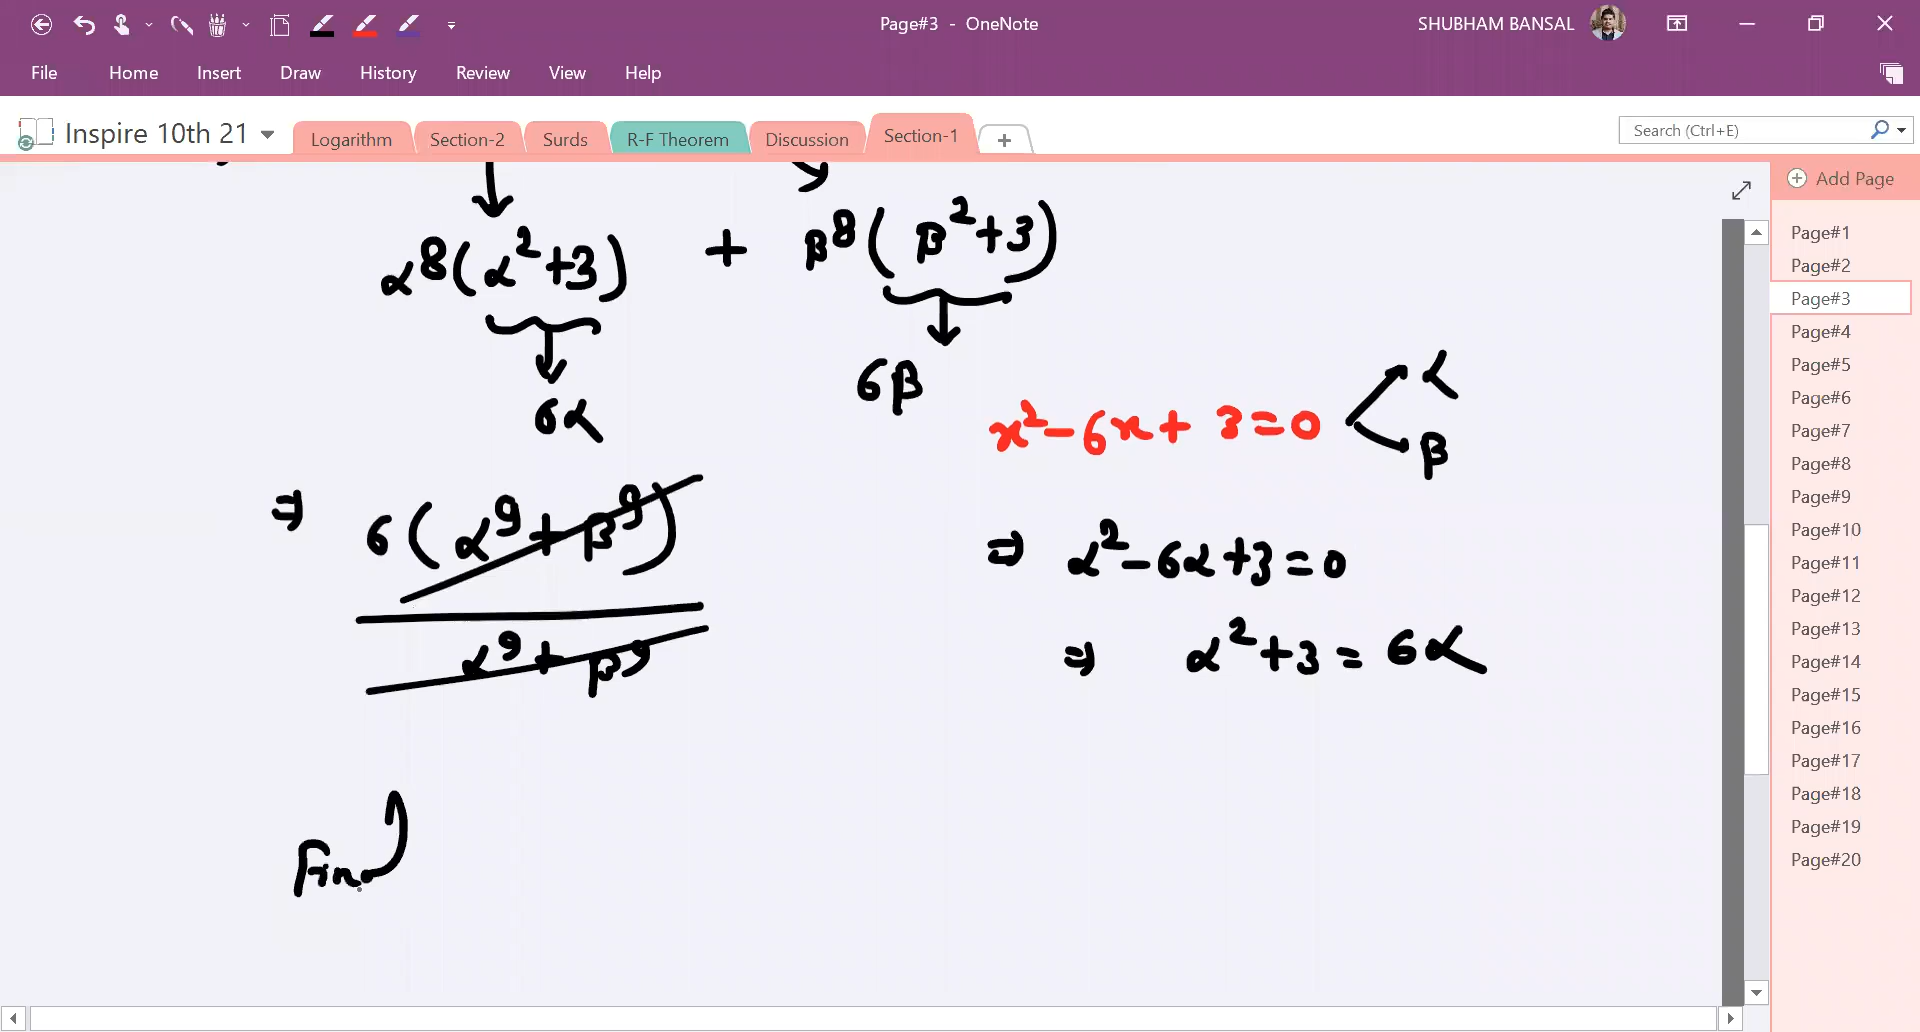 Page#3 - OneNote
SHUBHAM BANSAL
File Home Insert Draw History Review View Help
Inspire 10th 21
Logarithm Section-2 Surds R-F Theorem Discussion Section-1
Search (Ctrl+E)
Add Page
α⁸(α²+3) + β⁸(β²+3)
6α 6β
x²-6x+3=0
α
β
⇒ 6(α⁹+β⁹)
α⁹+β⁹
⇒ α²-6α+3=0
⇒ α²+3=6α
Find
Page#1
Page#2
Page#3
Page#4
Page#5
Page#6
Page#7
Page#8
Page#9
Page#10
Page#11
Page#12
Page#13
Page#14
Page#15
Page#16
Page#17
Page#18
Page#19
Page#20